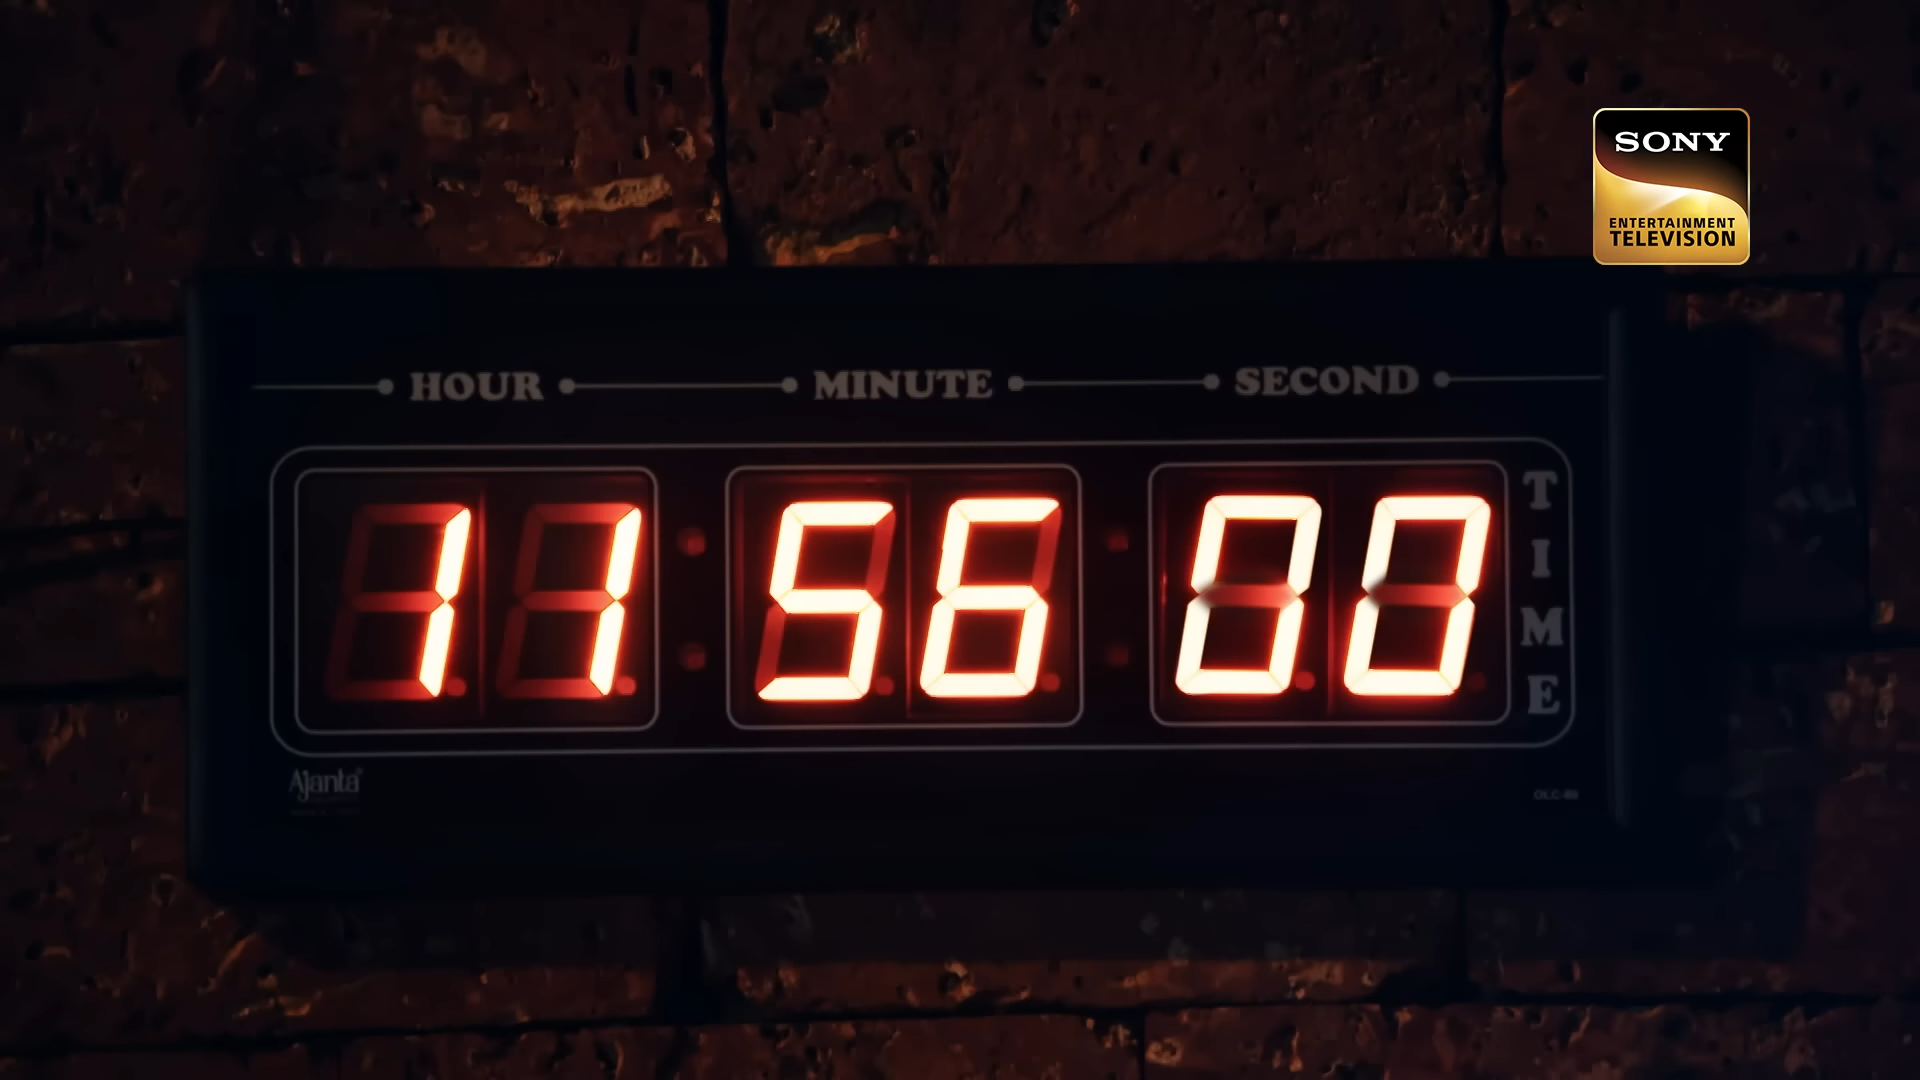 SONY
ENTERTAINMENT
TELEVISION
HOUR MINUTE SECOND
11 56 00
TIME
Ajanta